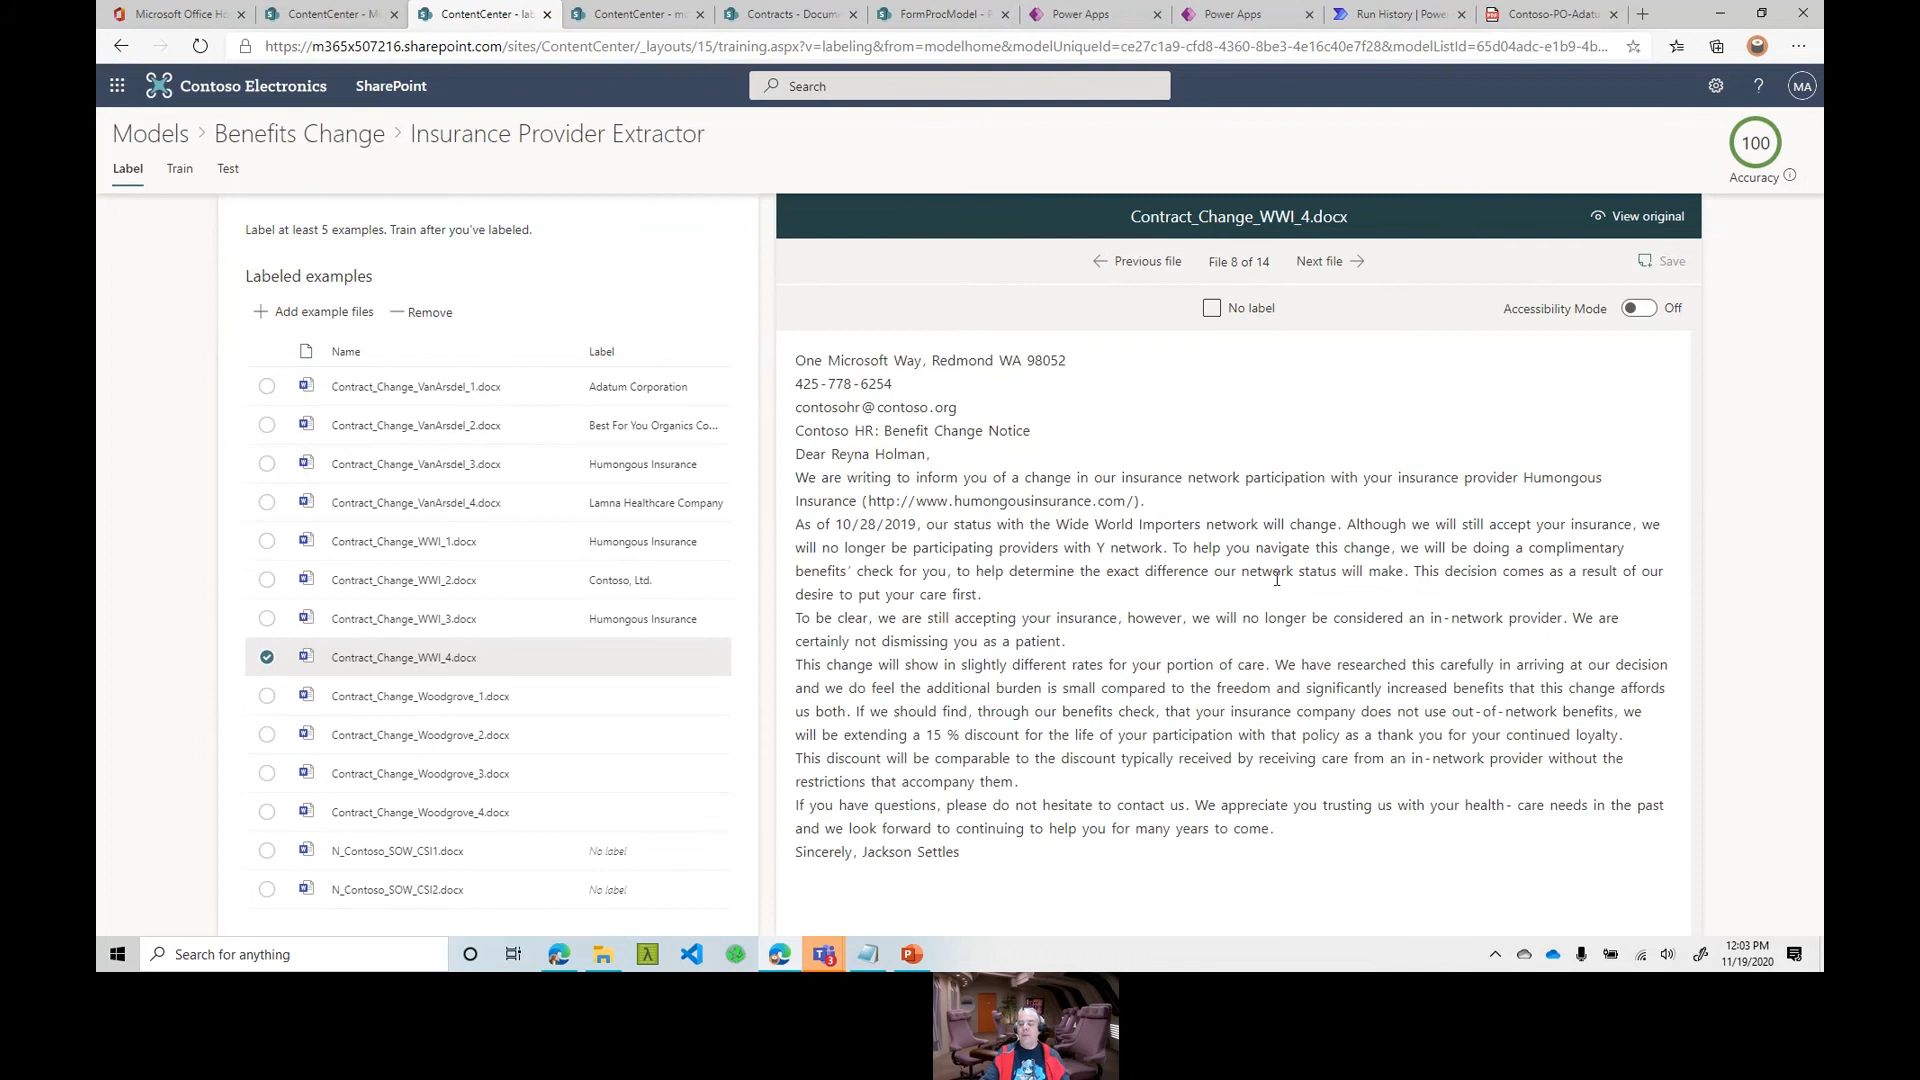 Microsoft Office Ho
ContentCenter - M
ContentCenter - lab
ContentCenter - mo
Contracts - Docum
FormProcModel - P
Power Apps
Power Apps
Run History | Powe
Contoso-PO-Adatu
https://m365x507216.sharepoint.com/sites/ContentCenter/_layouts/15/training.aspx?v=labeling&from=modelhome&modelUniqueId=ce27c1a9-cfd8-4360-8be3-4e16c40e7f28&modelListId=65d04adc-e1b9-4b...
Contoso Electronics
SharePoint
Search
MA
Models > Benefits Change > Insurance Provider Extractor
100
Accuracy
Label
Train
Test
Label at least 5 examples. Train after you've labeled.
Labeled examples
Add example files
Remove
Name
Label
Contract_Change_VanArsdel_1.docx Adatum Corporation
Contract_Change_VanArsdel_2.docx Best For You Organics Co...
Contract_Change_VanArsdel_3.docx Humongous Insurance
Contract_Change_VanArsdel_4.docx Lamna Healthcare Company
Contract_Change_WWI_1.docx Humongous Insurance
Contract_Change_WWI_2.docx Contoso, Ltd.
Contract_Change_WWI_3.docx Humongous Insurance
Contract_Change_WWI_4.docx
Contract_Change_Woodgrove_1.docx
Contract_Change_Woodgrove_2.docx
Contract_Change_Woodgrove_3.docx
Contract_Change_Woodgrove_4.docx
N_Contoso_SOW_CSI1.docx No label
N_Contoso_SOW_CSI2.docx No label
Contract_Change_WWI_4.docx
View original
Previous file
File 8 of 14
Next file
Save
No label
Accessibility Mode
Off
One Microsoft Way, Redmond WA 98052
425-778-6254
contosohr@contoso.org
Contoso HR: Benefit Change Notice
Dear Reyna Holman,
We are writing to inform you of a change in our insurance network participation with your insurance provider Humongous
Insurance (http://www.humongousinsurance.com/).
As of 10/28/2019, our status with the Wide World Importers network will change. Although we will still accept your insurance, we
will no longer be participating providers with Y network. To help you navigate this change, we will be doing a complimentary
benefits' check for you, to help determine the exact difference our network status will make. This decision comes as a result of our
desire to put your care first.
To be clear, we are still accepting your insurance, however, we will no longer be considered an in-network provider. We are
certainly not dismissing you as a patient.
This change will show in slightly different rates for your portion of care. We have researched this carefully in arriving at our decision
and we do feel the additional burden is small compared to the freedom and significantly increased benefits that this change affords
us both. If we should find, through our benefits check, that your insurance company does not use out-of-network benefits, we
will be extending a 15 % discount for the life of your participation with that policy as a thank you for your continued loyalty.
This discount will be comparable to the discount typically received by receiving care from an in-network provider without the
restrictions that accompany them.
If you have questions, please do not hesitate to contact us. We appreciate you trusting us with your health- care needs in the past
and we look forward to continuing to help you for many years to come.
Sincerely, Jackson Settles
Search for anything
12:03 PM
11/19/2020